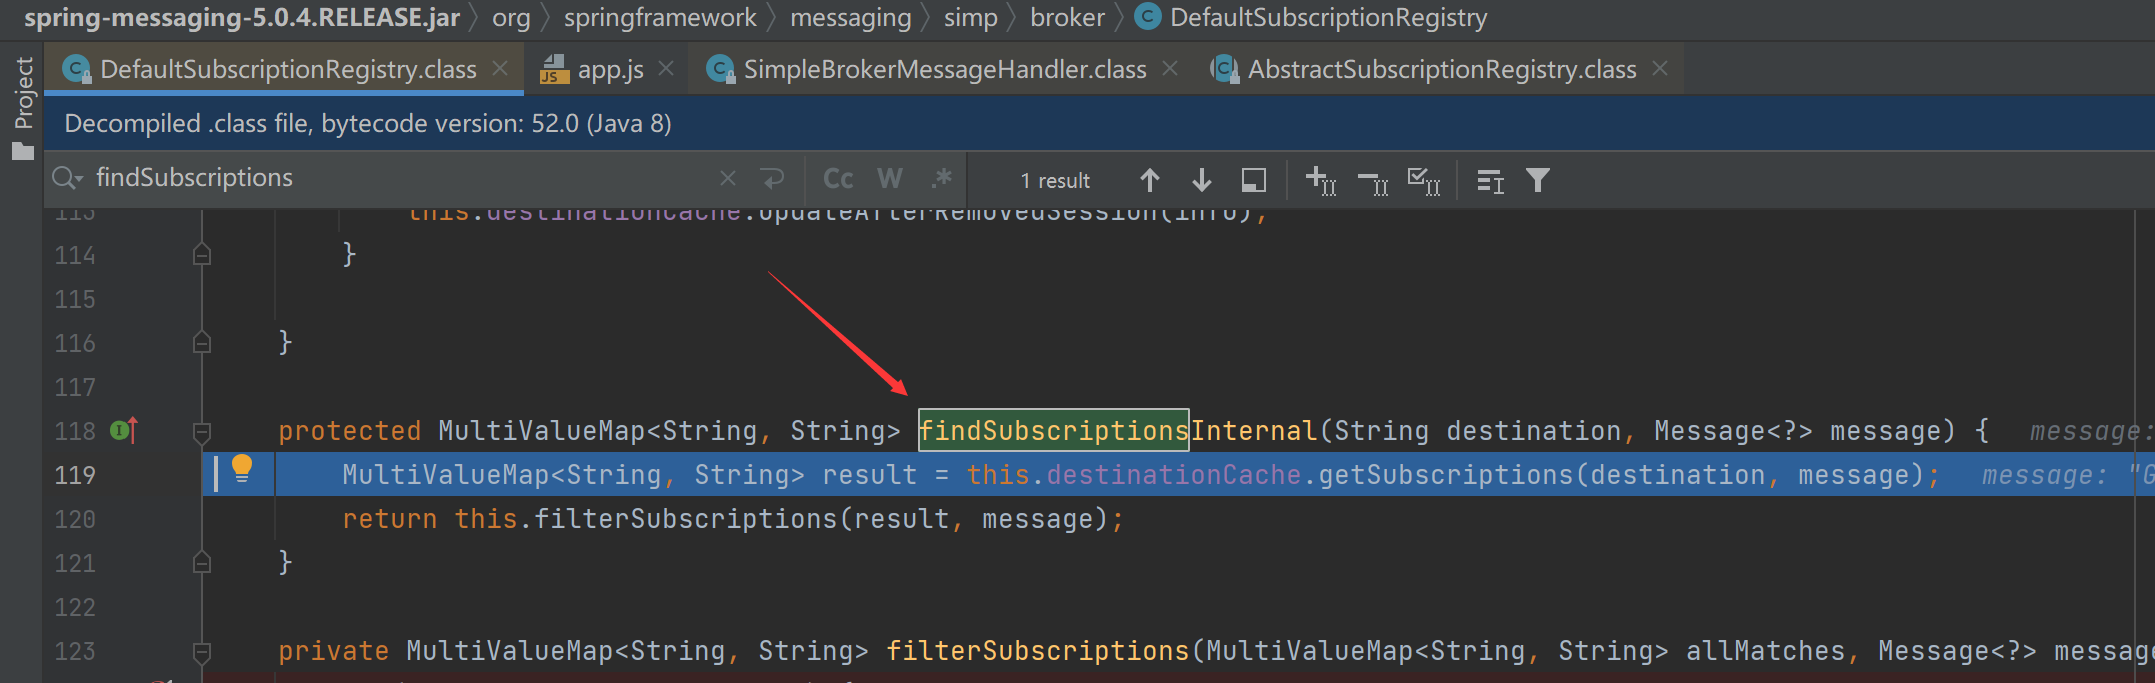 spring-messaging-5.0.4.RELEASE.jar org springframework messaging simp broker DefaultSubscriptionRegistry
Project
DefaultSubscriptionRegistry.class app.js SimpleBrokerMessageHandler.class AbstractSubscriptionRegistry.class
Decompiled .class file, bytecode version: 52.0 (Java 8)
findSubscriptions Cc W .* 1 result
113 this.destinationCache.updateAfterRemovedSession(info);
114 }
115
116 }
117
118 protected MultiValueMap<String, String> findSubscriptionsInternal(String destination, Message<?> message) { message:
119 MultiValueMap<String, String> result = this.destinationCache.getSubscriptions(destination, message); message: "G
120 return this.filterSubscriptions(result, message);
121 }
122
123 private MultiValueMap<String, String> filterSubscriptions(MultiValueMap<String, String> allMatches, Message<?> messag